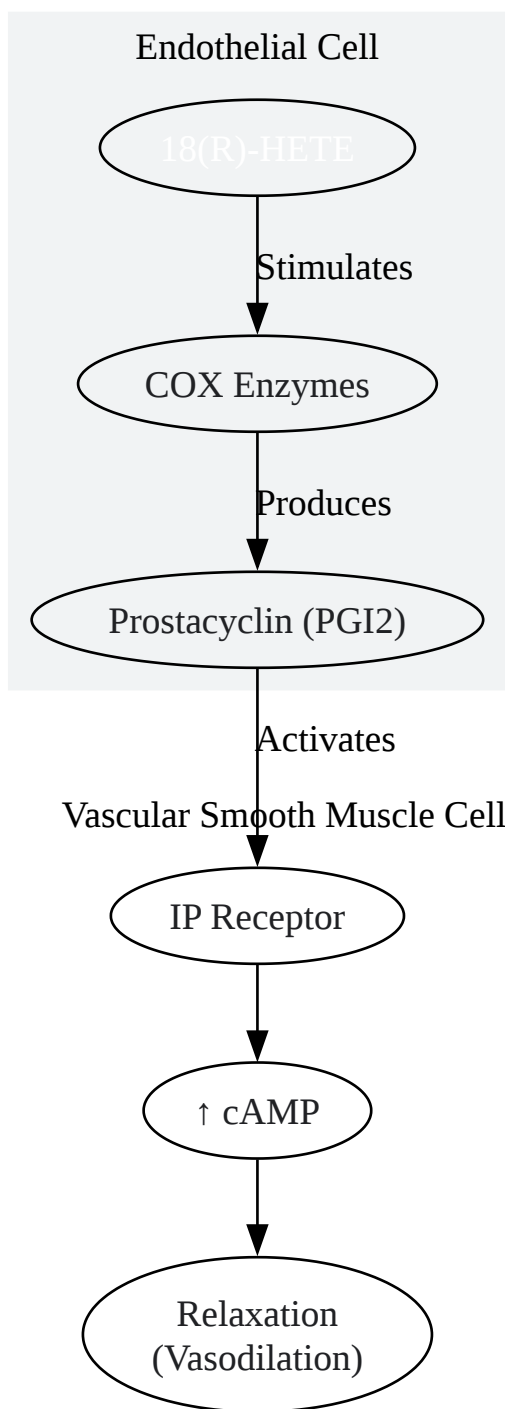 Endothelial Cell
18(R)-HETE
Stimulates
COX Enzymes
Produces
Prostacyclin (PGI2)
Activates
Vascular Smooth Muscle Cell
IP Receptor
↑ cAMP
Relaxation
(Vasodilation)